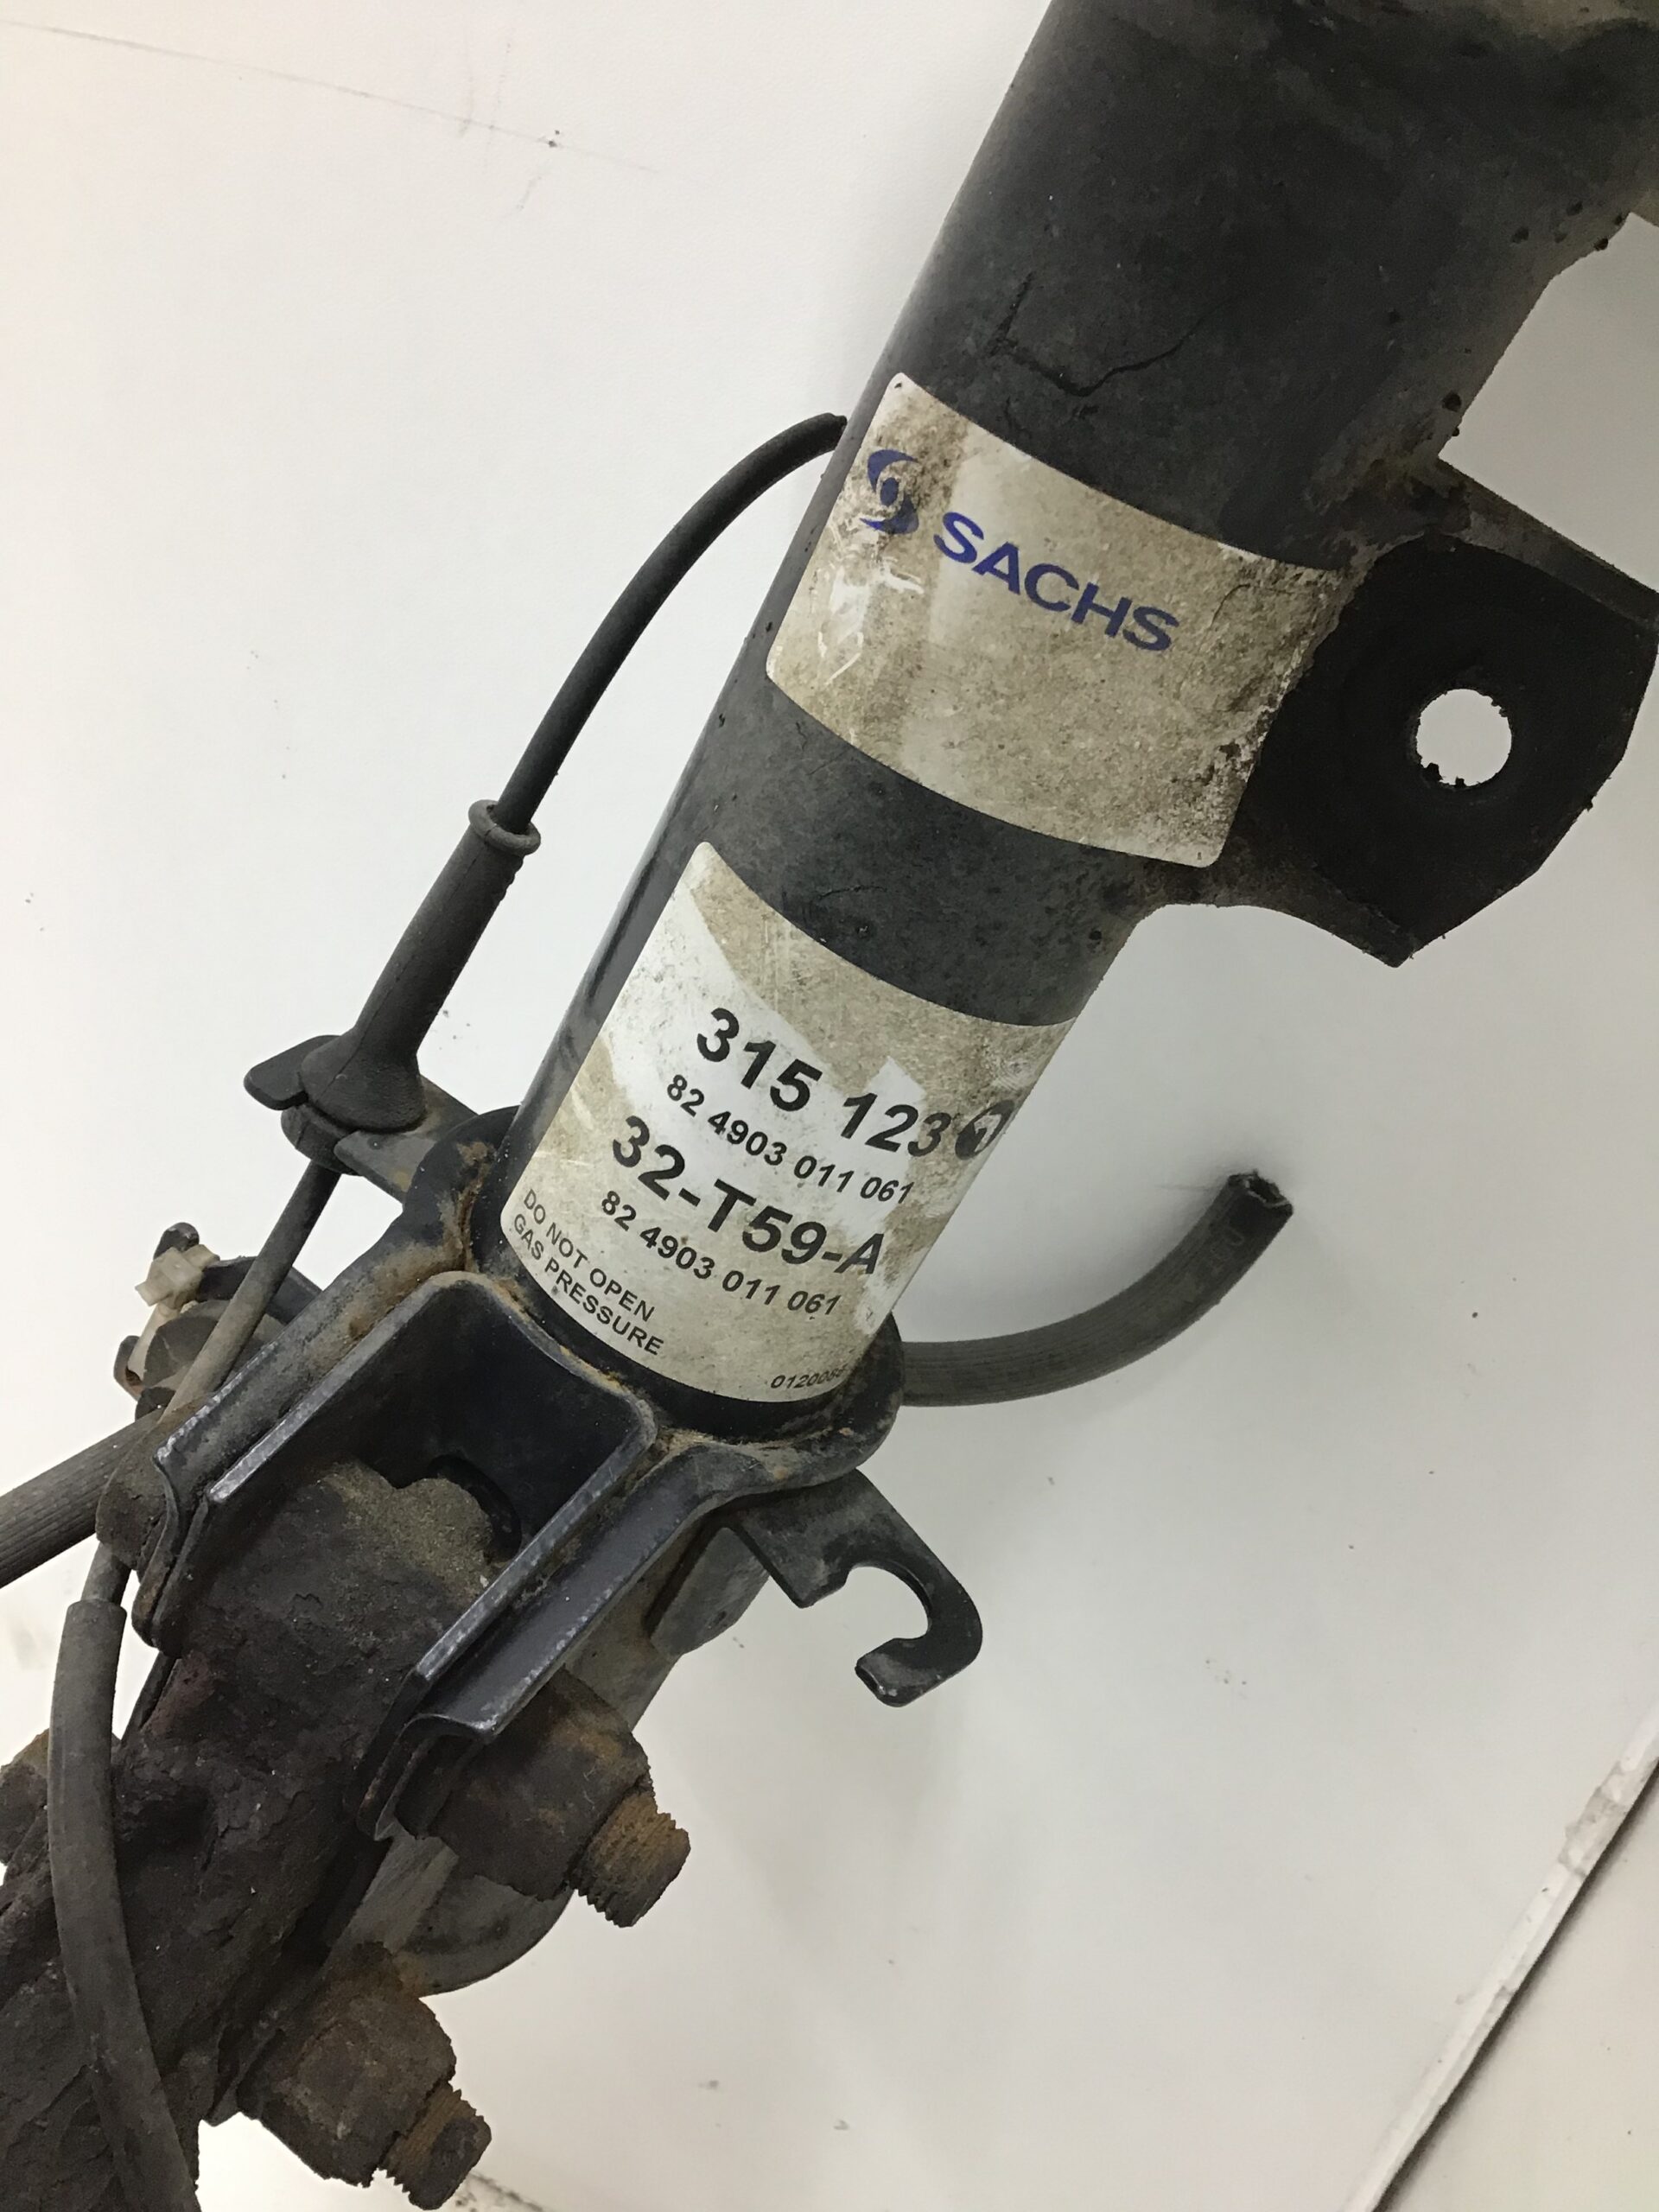 SACHS
315 123
82 4903 011 061
32-T59-A
82 4903 011 061
DO NOT OPEN
GAS PRESSURE